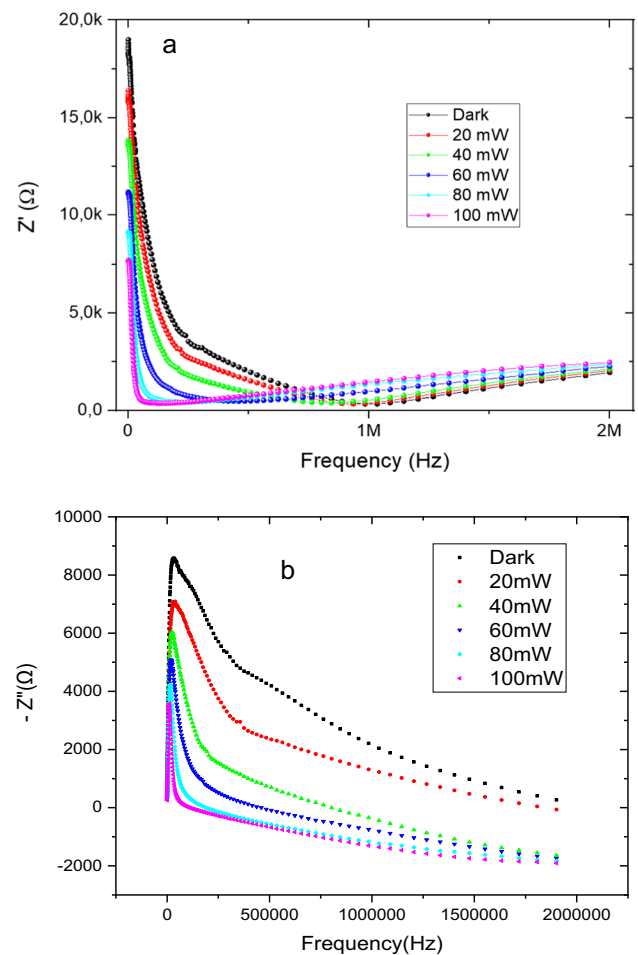 a
20,0k
15,0k
10,0k
5,0k
0,0
Z' (Ω)
Dark
20 mW
40 mW
60 mW
80 mW
100 mW
0
1M
2M
Frequency (Hz)
b
10000
8000
6000
4000
2000
0
-2000
- Z"(Ω)
Dark
20mW
40mW
60mW
80mW
100mW
0
500000
1000000
1500000
2000000
Frequency(Hz)